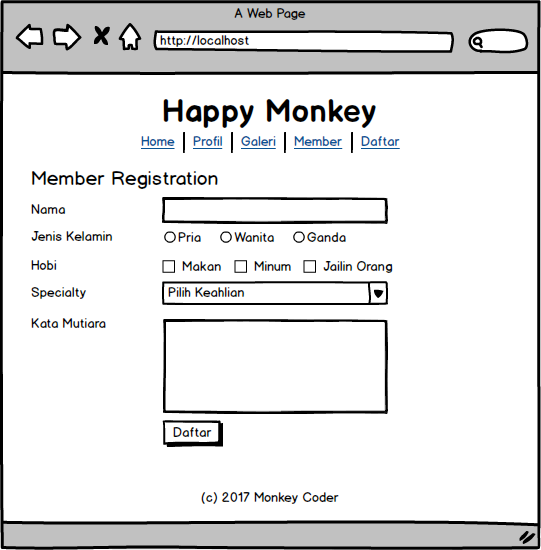 A Web Page
http://localhost
Happy Monkey
Home Profil Galeri Member Daftar
Member Registration
Nama
Jenis Kelamin Pria Wanita Ganda
Hobi Makan Minum Jailin Orang
Specialty Pilih Keahlian
Kata Mutiara
Daftar
(c) 2017 Monkey Coder